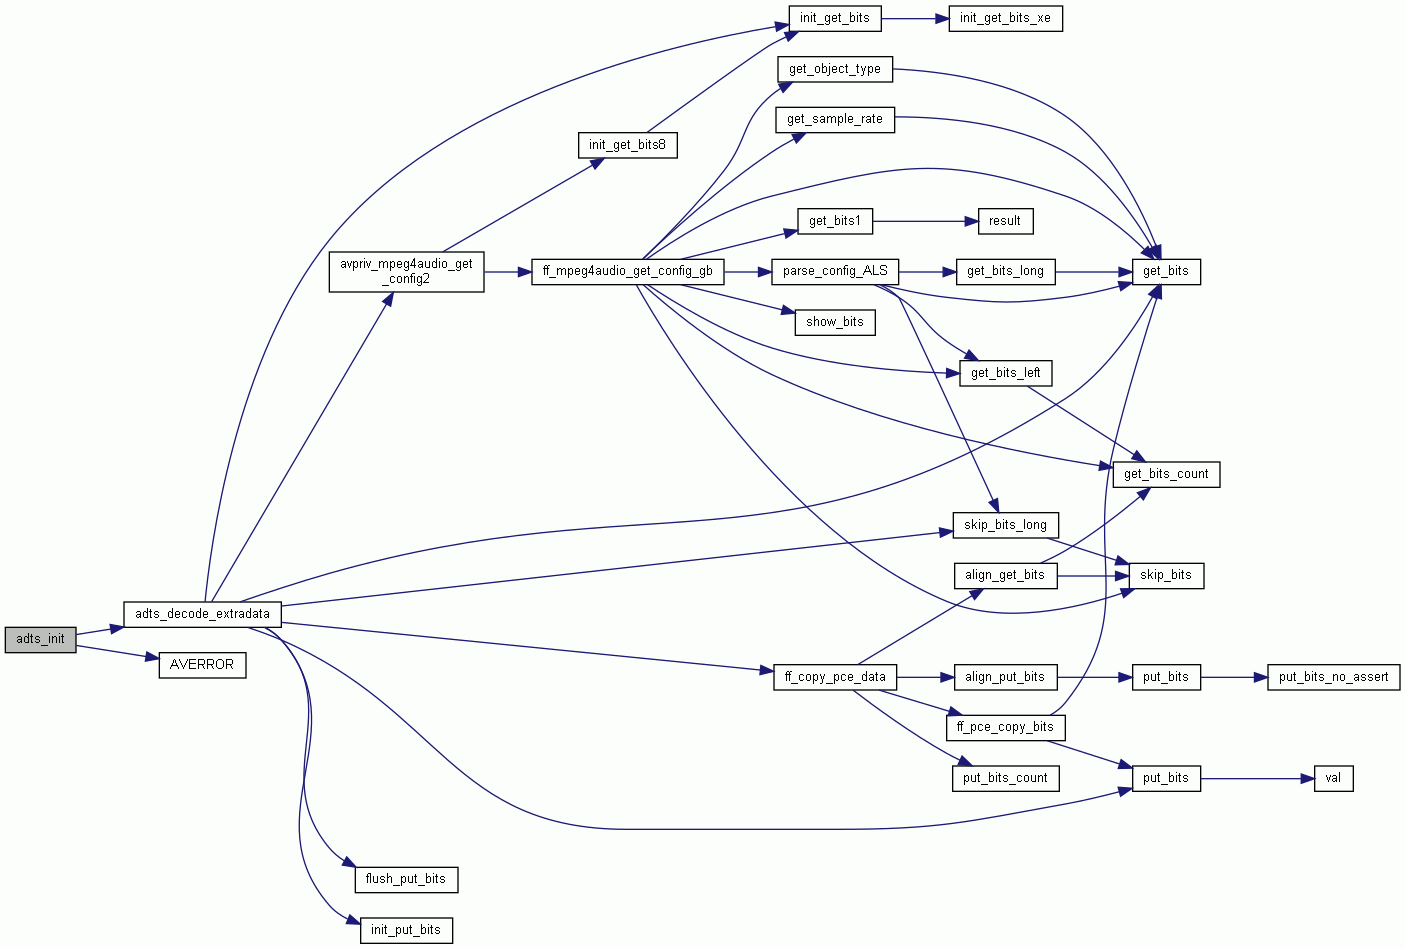 init_get_bits
init_get_bits_xe
get_object_type
get_sample_rate
init_get_bits8
get_bits1
result
avpriv_mpeg4audio_get
_config2
ff_mpeg4audio_get_config_gb
parse_config_ALS
get_bits_long
get_bits
show_bits
get_bits_left
get_bits_count
skip_bits_long
align_get_bits
skip_bits
adts_decode_extradata
adts_init
AVERROR
ff_copy_pce_data
align_put_bits
put_bits
put_bits_no_assert
ff_pce_copy_bits
put_bits_count
put_bits
val
flush_put_bits
init_put_bits